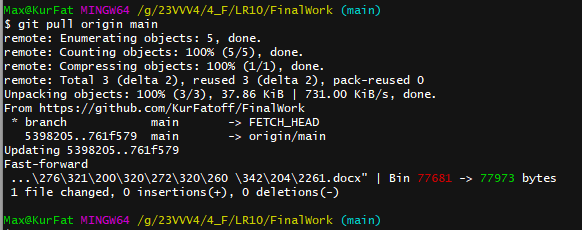 Max@KurFat MINGW64 /g/23VVV4/4_F/LR10/FinalWork (main)
$ git pull origin main
remote: Enumerating objects: 5, done.
remote: Counting objects: 100% (5/5), done.
remote: Compressing objects: 100% (1/1), done.
remote: Total 3 (delta 2), reused 3 (delta 2), pack-reused 0
Unpacking objects: 100% (3/3), 37.86 KiB | 731.00 KiB/s, done.
From https://github.com/KurFatoff/FinalWork
 * branch            main       -> FETCH_HEAD
   5398205..761f579  main       -> origin/main
Updating 5398205..761f579
Fast-forward
 ...\276\321\200\320\272\320\260 \342\204\2261.docx" | Bin 77681 -> 77973 bytes
 1 file changed, 0 insertions(+), 0 deletions(-)
Max@KurFat MINGW64 /g/23VVV4/4_F/LR10/FinalWork (main)